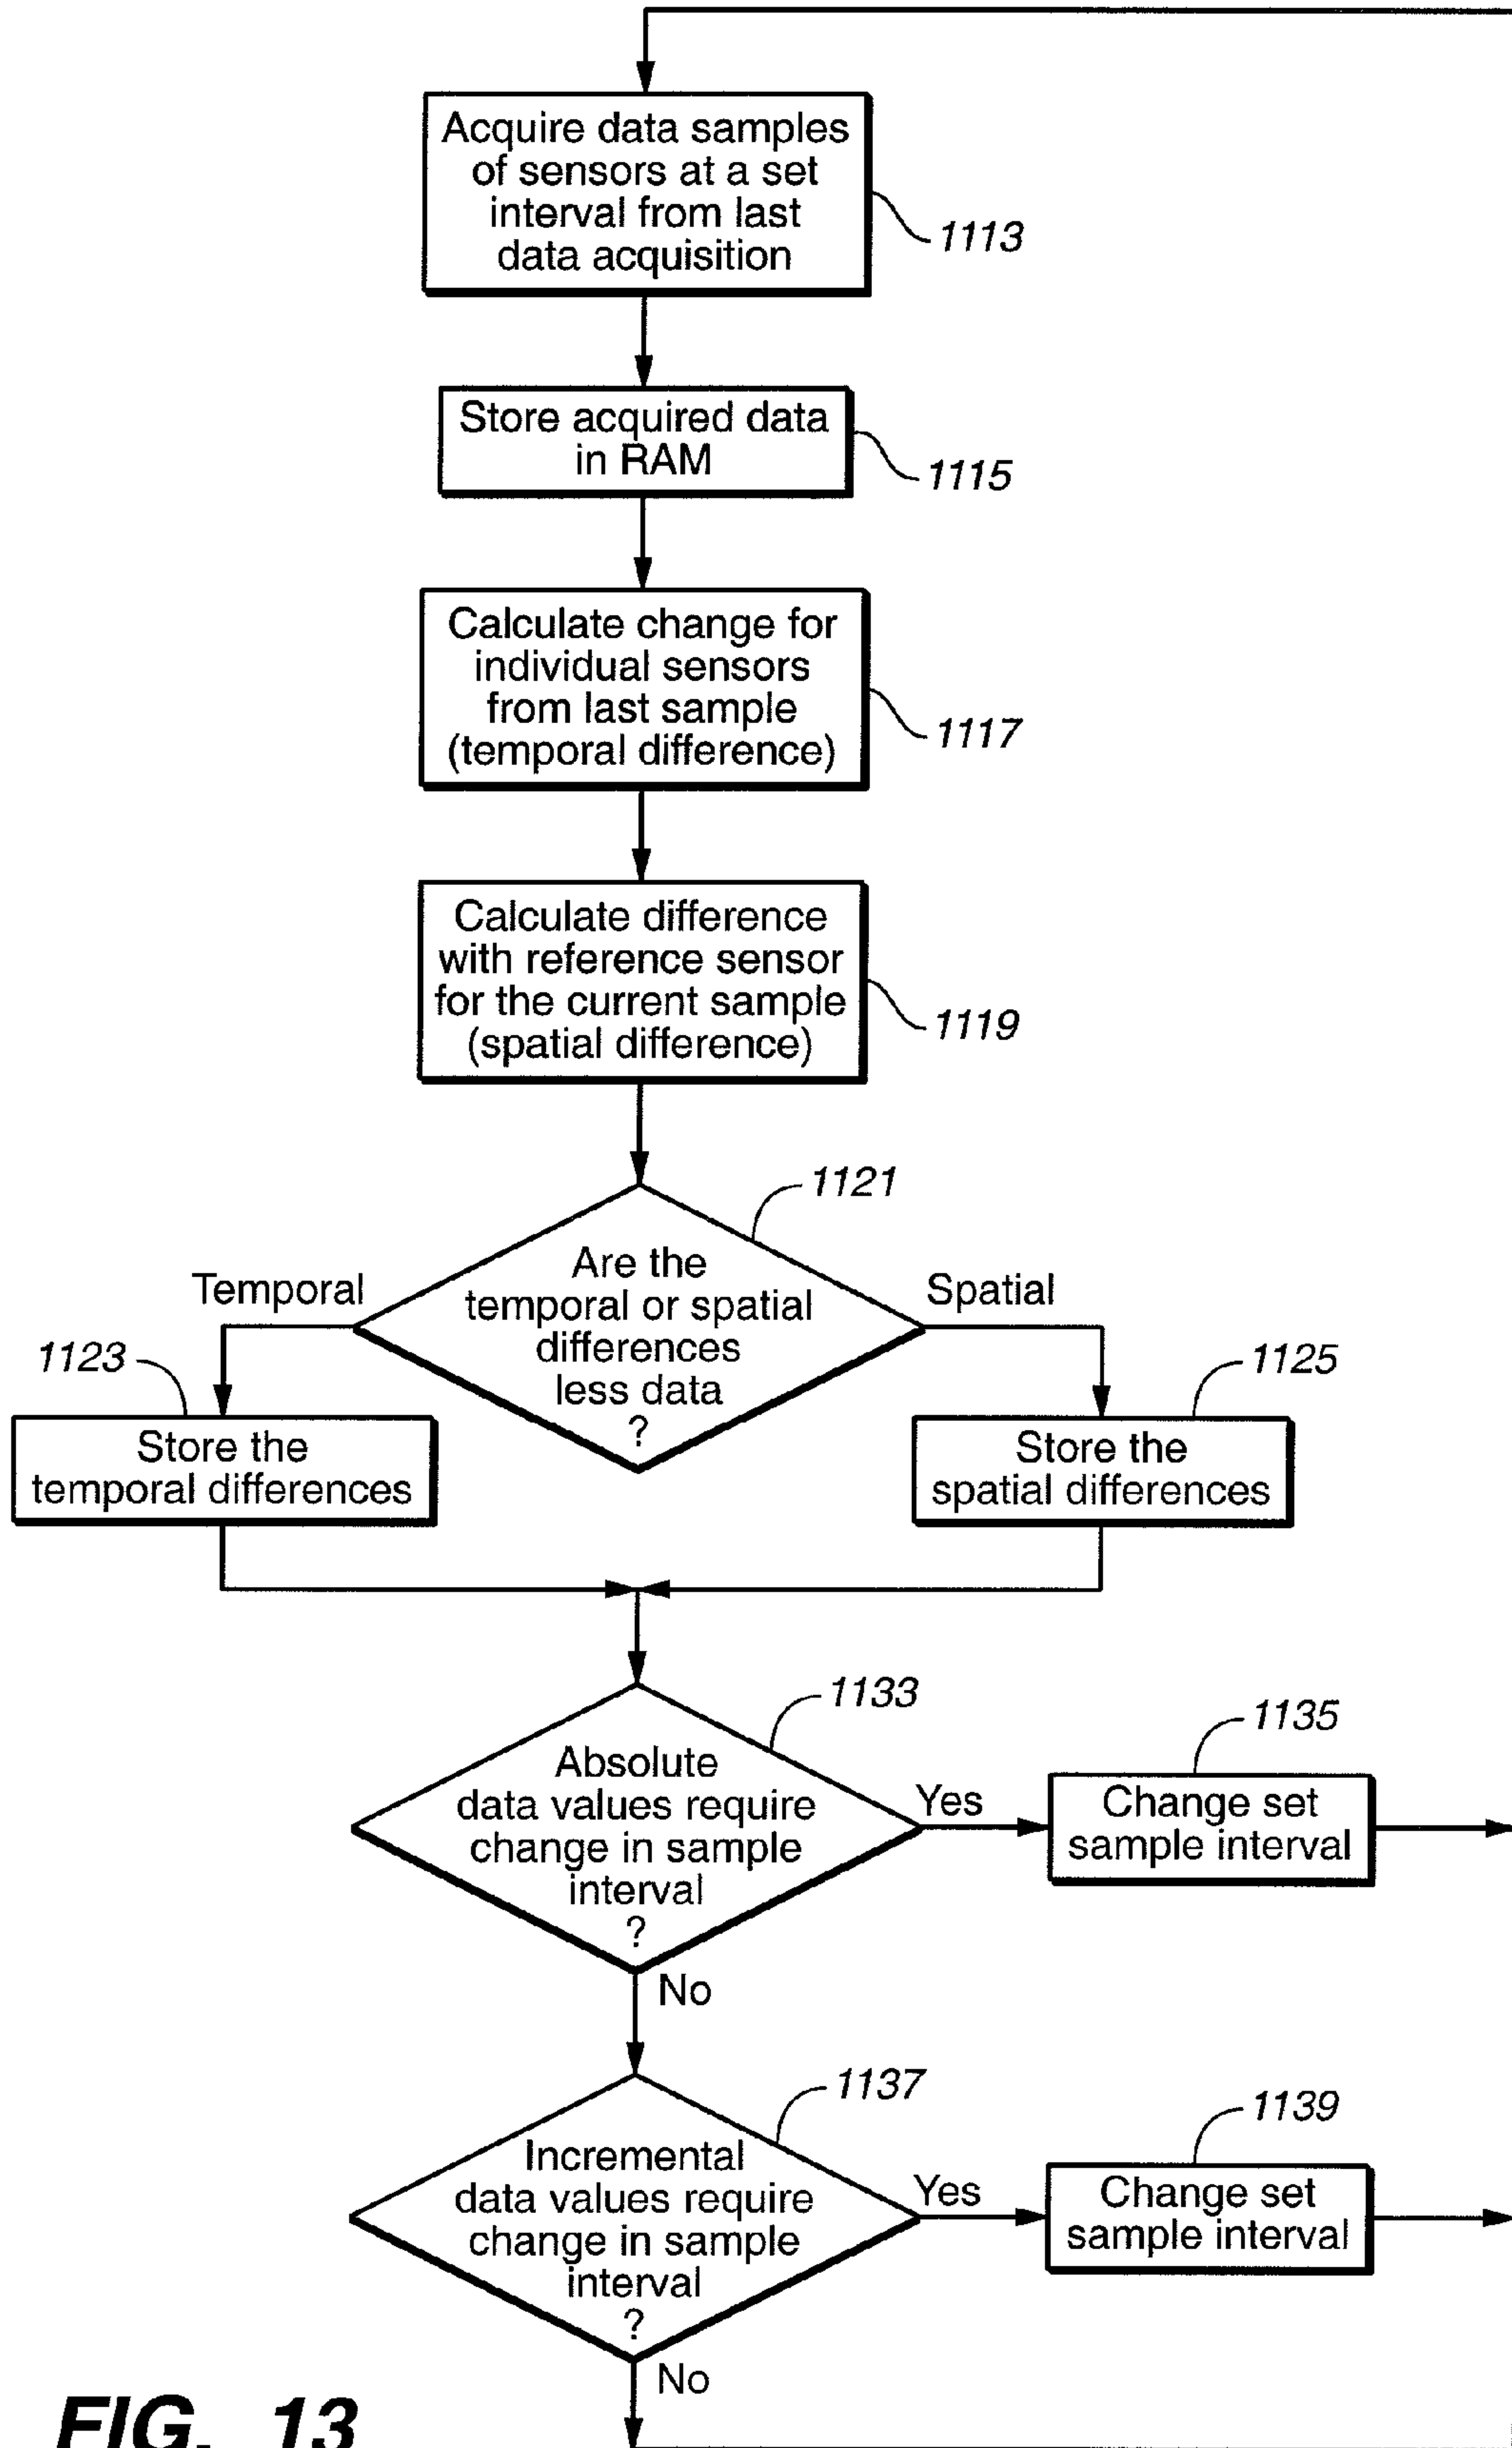 Acquire data samples
of sensors at a set
interval from last
data acquisition
1113
Store acquired data
in RAM
1115
Calculate change for
individual sensors
from last sample
(temporal difference)
1117
Calculate difference
with reference sensor
for the current sample
(spatial difference)
1119
1121
Are the
temporal or spatial
differences
less data
?
Temporal
Spatial
1123
Store the
temporal differences
1125
Store the
spatial differences
1133
Absolute
data values require
change in sample
interval
?
Yes
1135
Change set
sample interval
No
1137
Incremental
data values require
change in sample
interval
?
Yes
1139
Change set
sample interval
No
FIG. 13